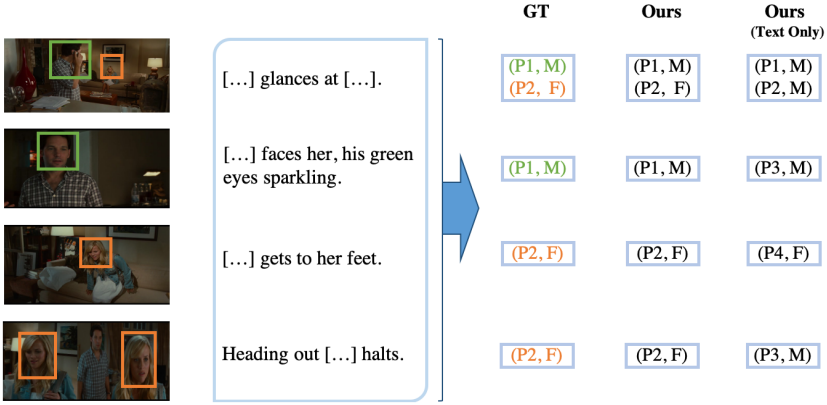 GT Ours Ours
(Text Only)
[…] glances at […].
(P1, M) (P1, M) (P1, M)
(P2, F) (P2, F) (P2, M)
[…] faces her, his green
eyes sparkling.
(P1, M) (P1, M) (P3, M)
[…] gets to her feet.
(P2, F) (P2, F) (P4, F)
Heading out […] halts.
(P2, F) (P2, F) (P3, M)